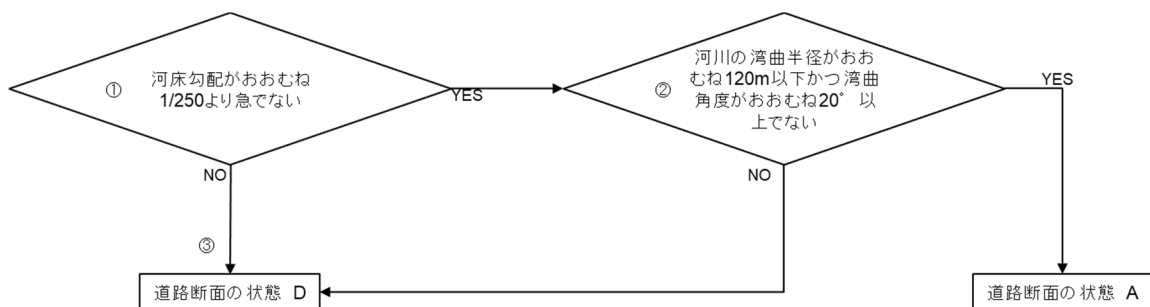 ①
河床勾配がおおむね
1/250より急でない
YES
NO
②
河川の湾曲半径がおお
むね120m以下かつ湾曲
角度がおおむね20°以
上でない
YES
NO
③
道路断面の状態 D
道路断面の状態 A